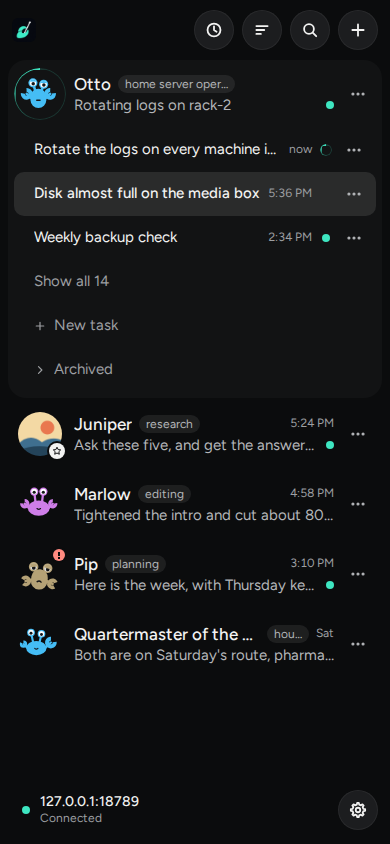 Otto home server oper...
Rotating logs on rack-2
Rotate the logs on every machine i... now
Disk almost full on the media box 5:36 PM
Weekly backup check 2:34 PM
Show all 14
New task
Archived
Juniper research 5:24 PM
Ask these five, and get the answer...
Marlow editing 4:58 PM
Tightened the intro and cut about 80...
Pip planning 3:10 PM
Here is the week, with Thursday ke...
Quartermaster of the ... hou... Sat
Both are on Saturday's route, pharma...
127.0.0.1:18789
Connected